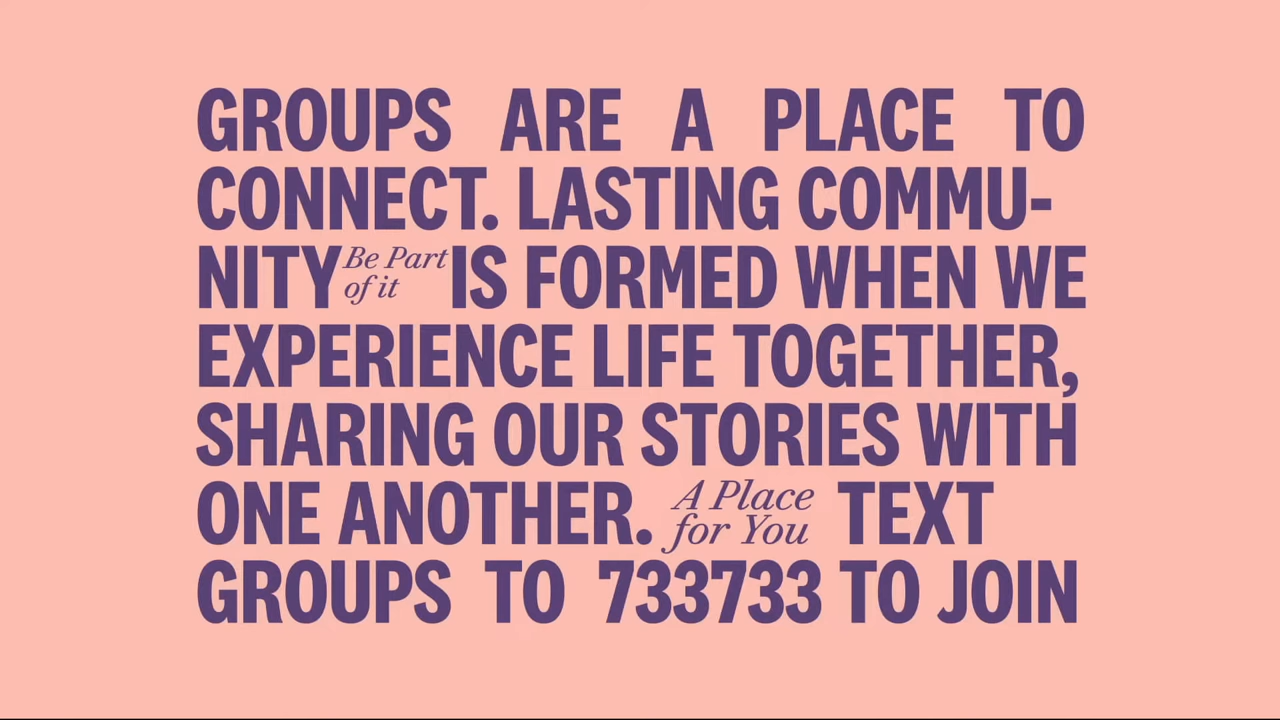 GROUPS ARE A PLACE TO
CONNECT. LASTING COMMU-
NITY Be Part of it IS FORMED WHEN WE
EXPERIENCE LIFE TOGETHER,
SHARING OUR STORIES WITH
ONE ANOTHER. A Place for You TEXT
GROUPS TO 733733 TO JOIN